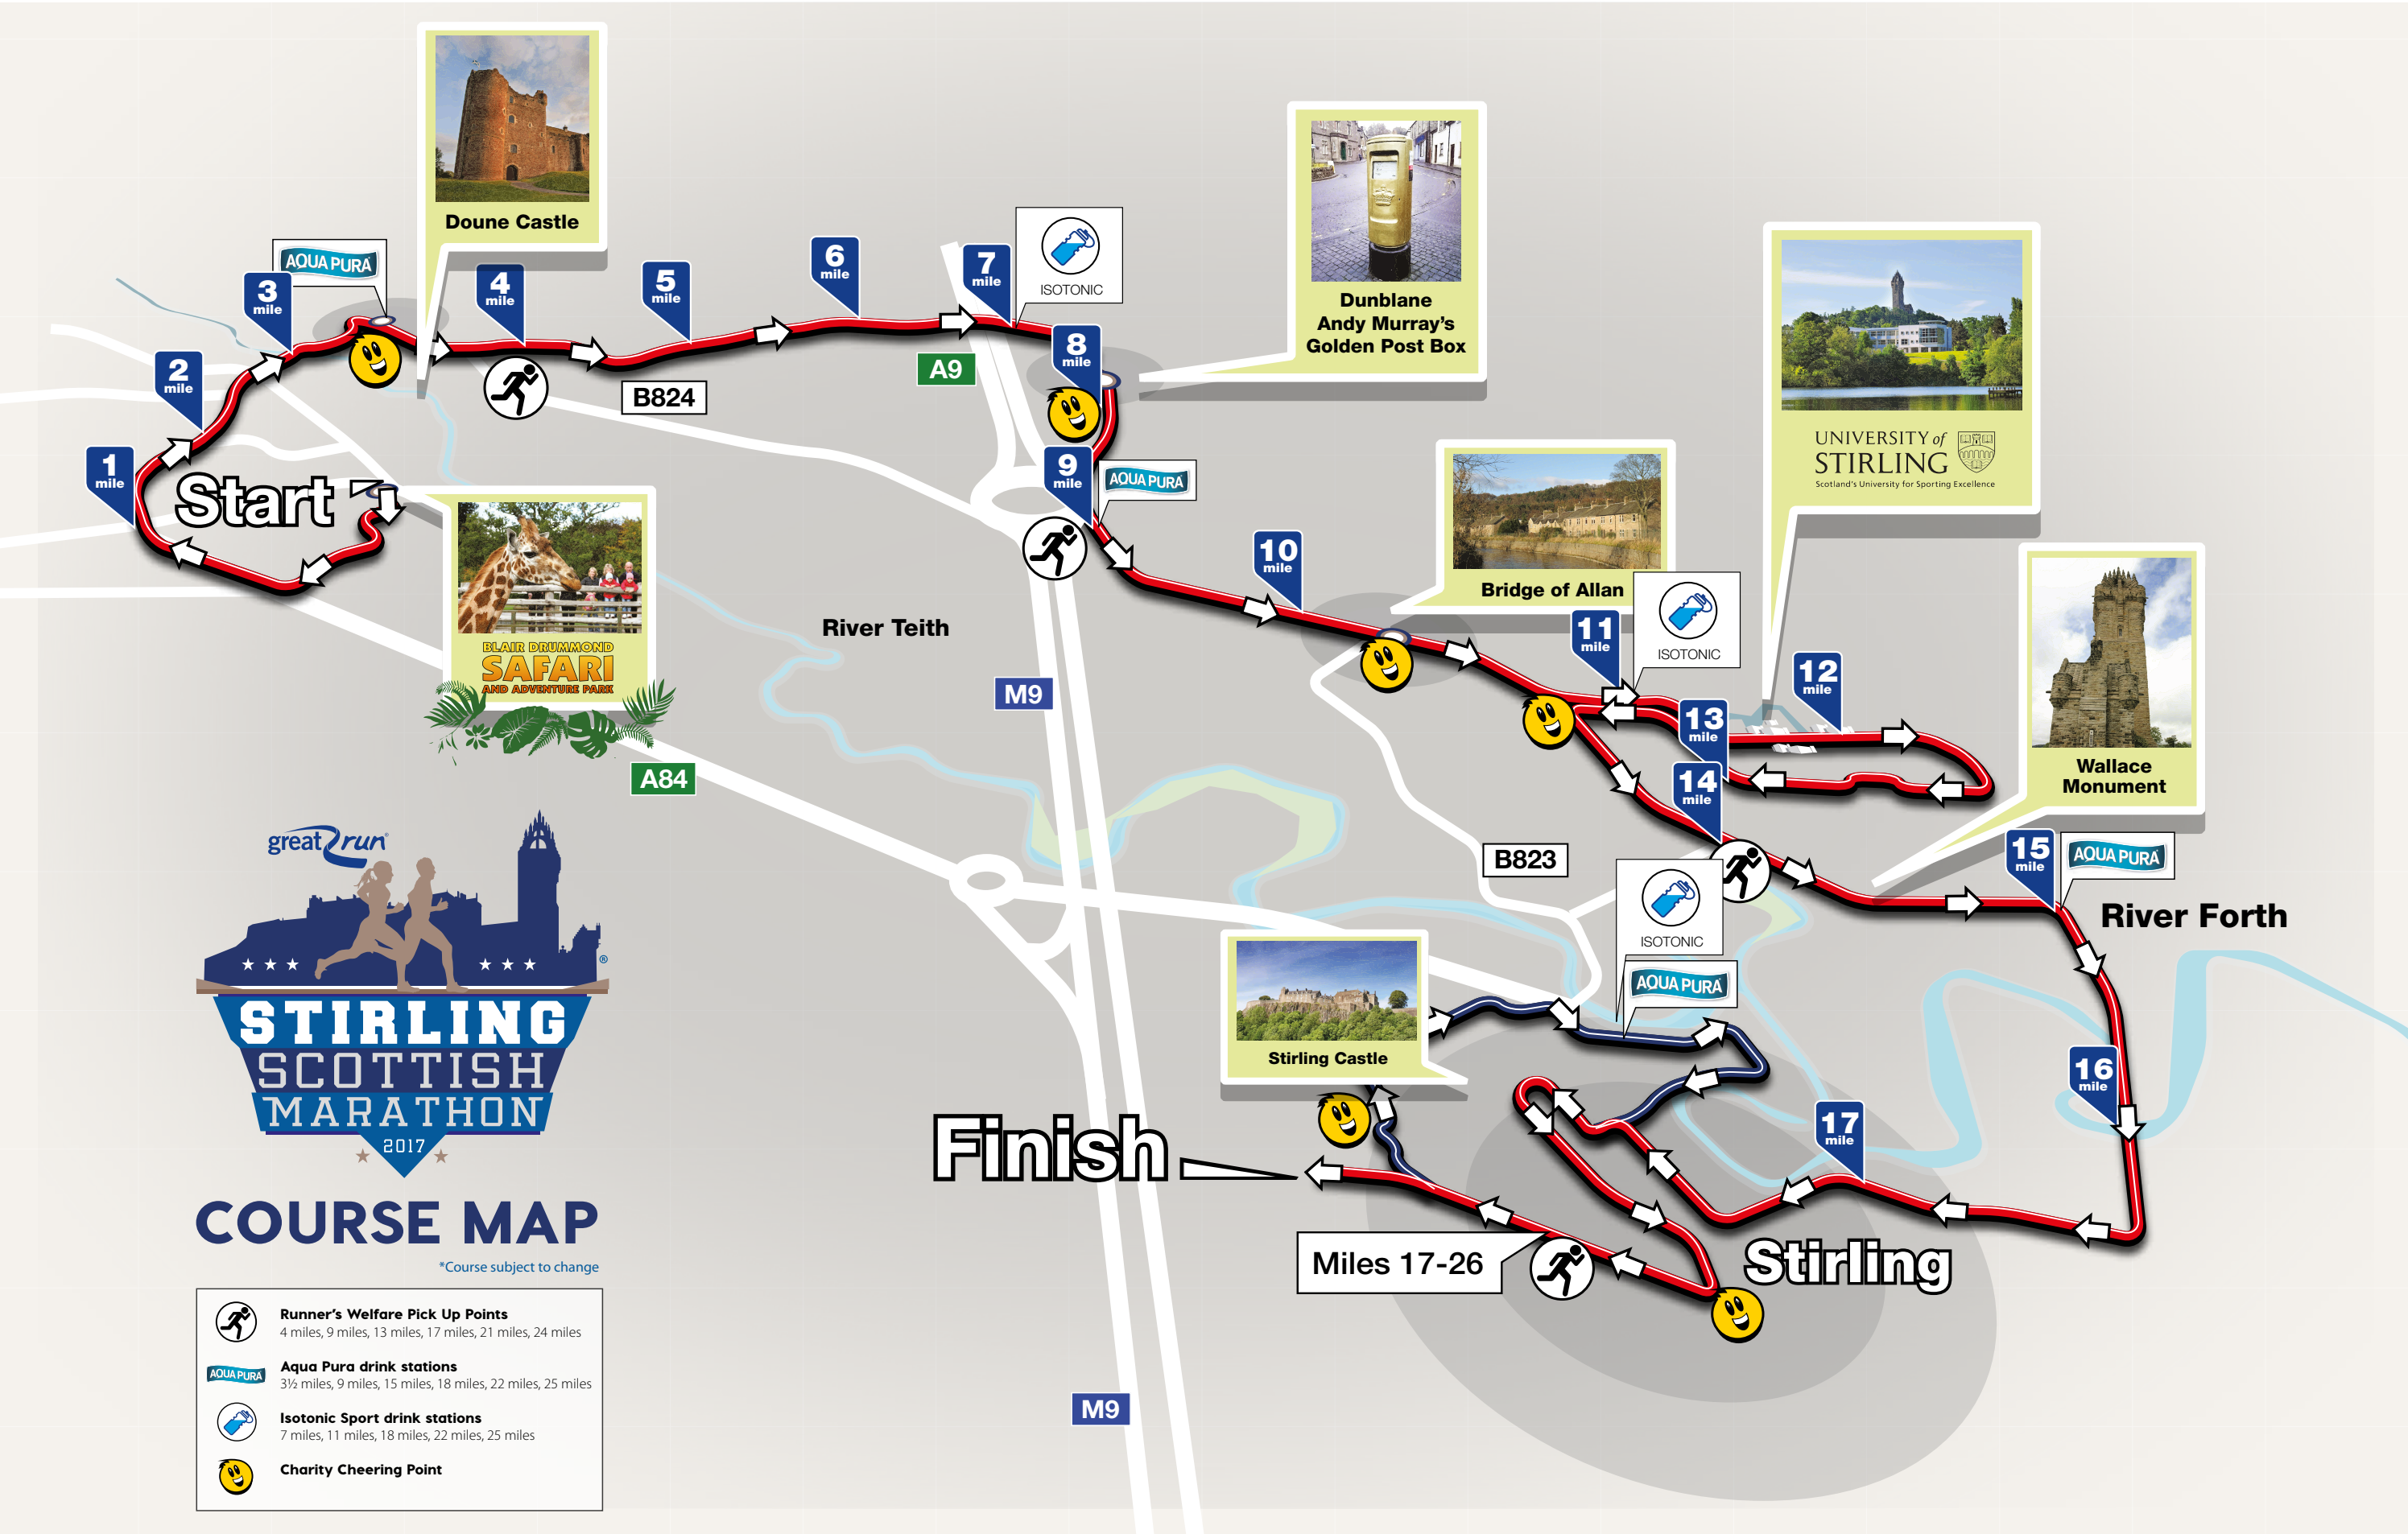 Doune Castle
AQUA PURA
3
mile
4
mile
5
mile
6
mile
7
mile
ISOTONIC
8
mile
Dunblane
Andy Murray's
Golden Post Box
UNIVERSITY of
STIRLING
Scotland's University for Sporting Excellence
2
mile
A9
B824
1
mile
Start
9
mile
AQUA PURA
10
mile
Bridge of Allan
11
mile
ISOTONIC
12
mile
13
mile
14
mile
Wallace
Monument
BLAIR DRUMMOND
SAFARI
AND ADVENTURE PARK
River Teith
M9
A84
B823
15
mile
AQUA PURA
River Forth
ISOTONIC
AQUA PURA
Stirling Castle
16
mile
17
mile
Finish
Miles 17-26
Stirling
M9
great run
®
STIRLING
SCOTTISH
MARATHON
2017
COURSE MAP
*Course subject to change
Runner's Welfare Pick Up Points
4 miles, 9 miles, 13 miles, 17 miles, 21 miles, 24 miles
AQUA PURA
Aqua Pura drink stations
3½ miles, 9 miles, 15 miles, 18 miles, 22 miles, 25 miles
Isotonic Sport drink stations
7 miles, 11 miles, 18 miles, 22 miles, 25 miles
Charity Cheering Point